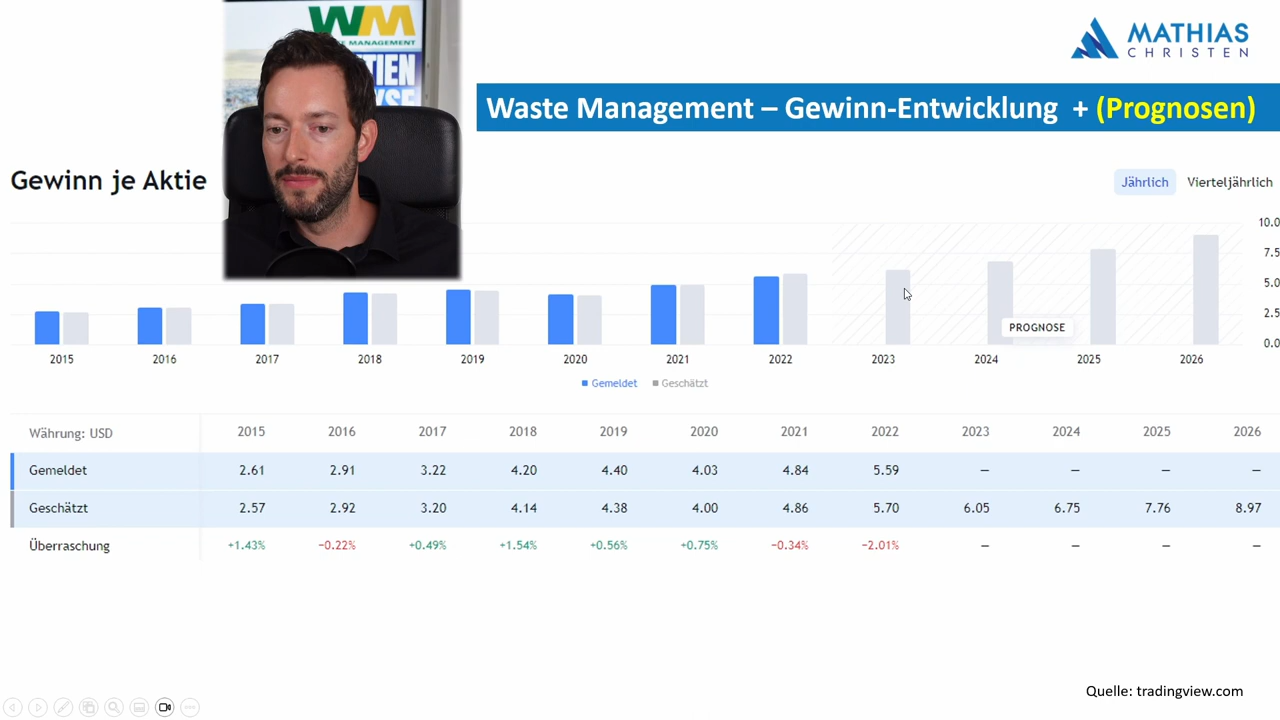 WM
TE MANAGEMENT
TIEN
YSE
MATHIAS
CHRISTEN
Waste Management – Gewinn-Entwicklung + (Prognosen)
Gewinn je Aktie
Jährlich Vierteljährlich
10.0
7.5
5.0
2.5
0.0
PROGNOSE
2015 2016 2017 2018 2019 2020 2021 2022 2023 2024 2025 2026
Gemeldet Geschätzt
Währung: USD 2015 2016 2017 2018 2019 2020 2021 2022 2023 2024 2025 2026
Gemeldet 2.61 2.91 3.22 4.20 4.40 4.03 4.84 5.59 — — — —
Geschätzt 2.57 2.92 3.20 4.14 4.38 4.00 4.86 5.70 6.05 6.75 7.76 8.97
Überraschung +1.43% −0.22% +0.49% +1.54% +0.56% +0.75% −0.34% −2.01% — — — —
Quelle: tradingview.com